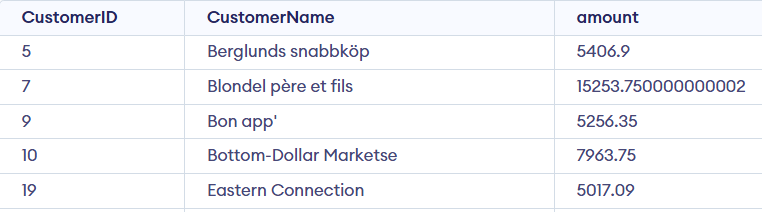 CustomerID CustomerName amount
5 Berglunds snabbköp 5406.9
7 Blondel père et fils 15253.750000000002
9 Bon app' 5256.35
10 Bottom-Dollar Marketse 7963.75
19 Eastern Connection 5017.09